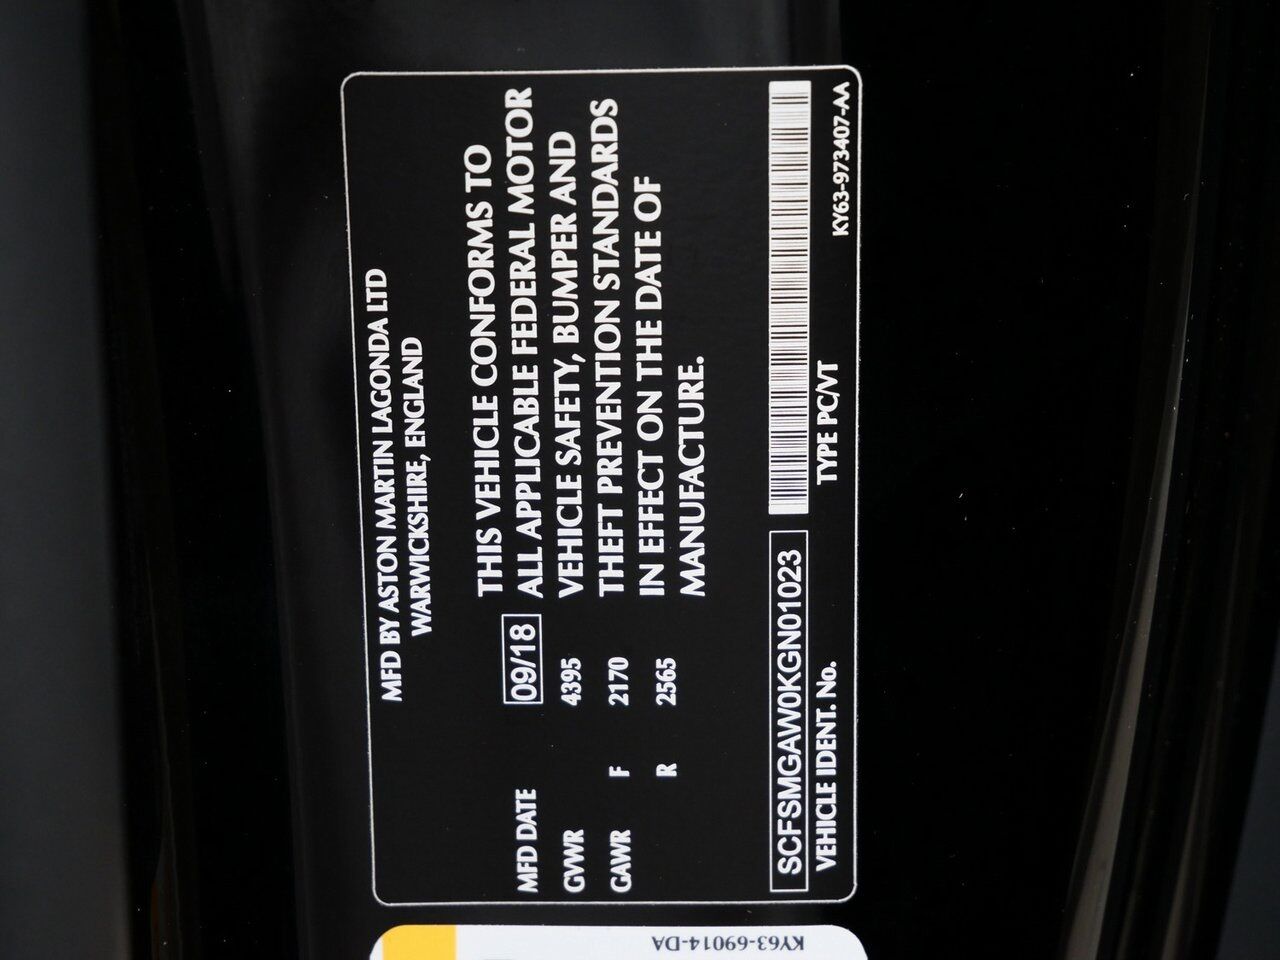 MFD BY ASTON MARTIN LAGONDA LTD
WARWICKSHIRE, ENGLAND
MFD DATE 09/18
GVWR 4395
GAWR F 2170
R 2565
THIS VEHICLE CONFORMS TO
ALL APPLICABLE FEDERAL MOTOR
VEHICLE SAFETY, BUMPER AND
THEFT PREVENTION STANDARDS
IN EFFECT ON THE DATE OF
MANUFACTURE.
SCFSMGAW0KGN01023
VEHICLE IDENT. No. TYPE PC/VT KY63-973407-AA
KY63-69014-DA